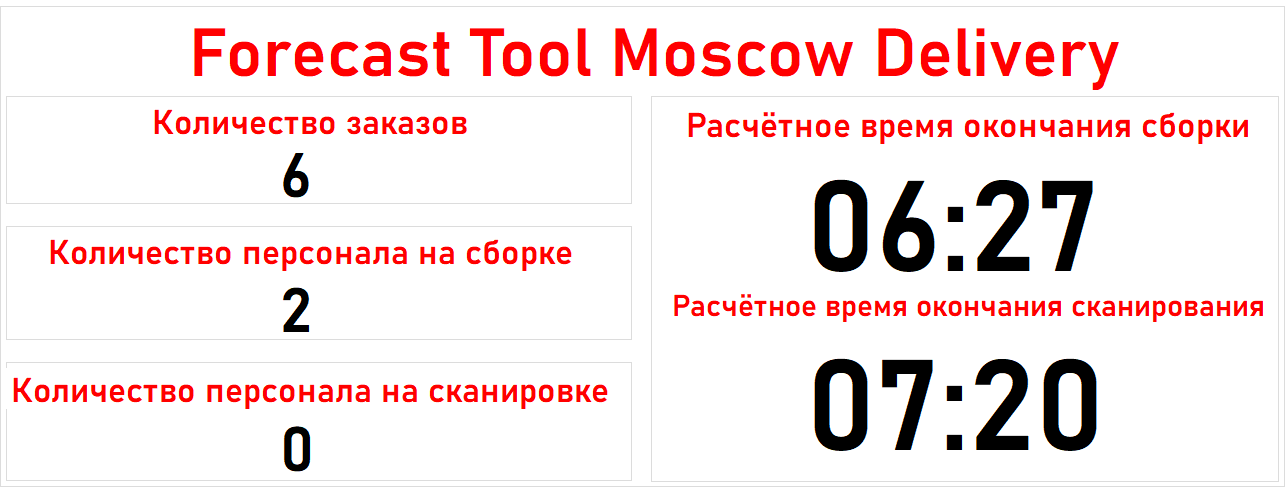 Forecast Tool Moscow Delivery
Количество заказов
6
Количество персонала на сборке
2
Количество персонала на сканировке
0
Расчётное время окончания сборки
06:27
Расчётное время окончания сканирования
07:20